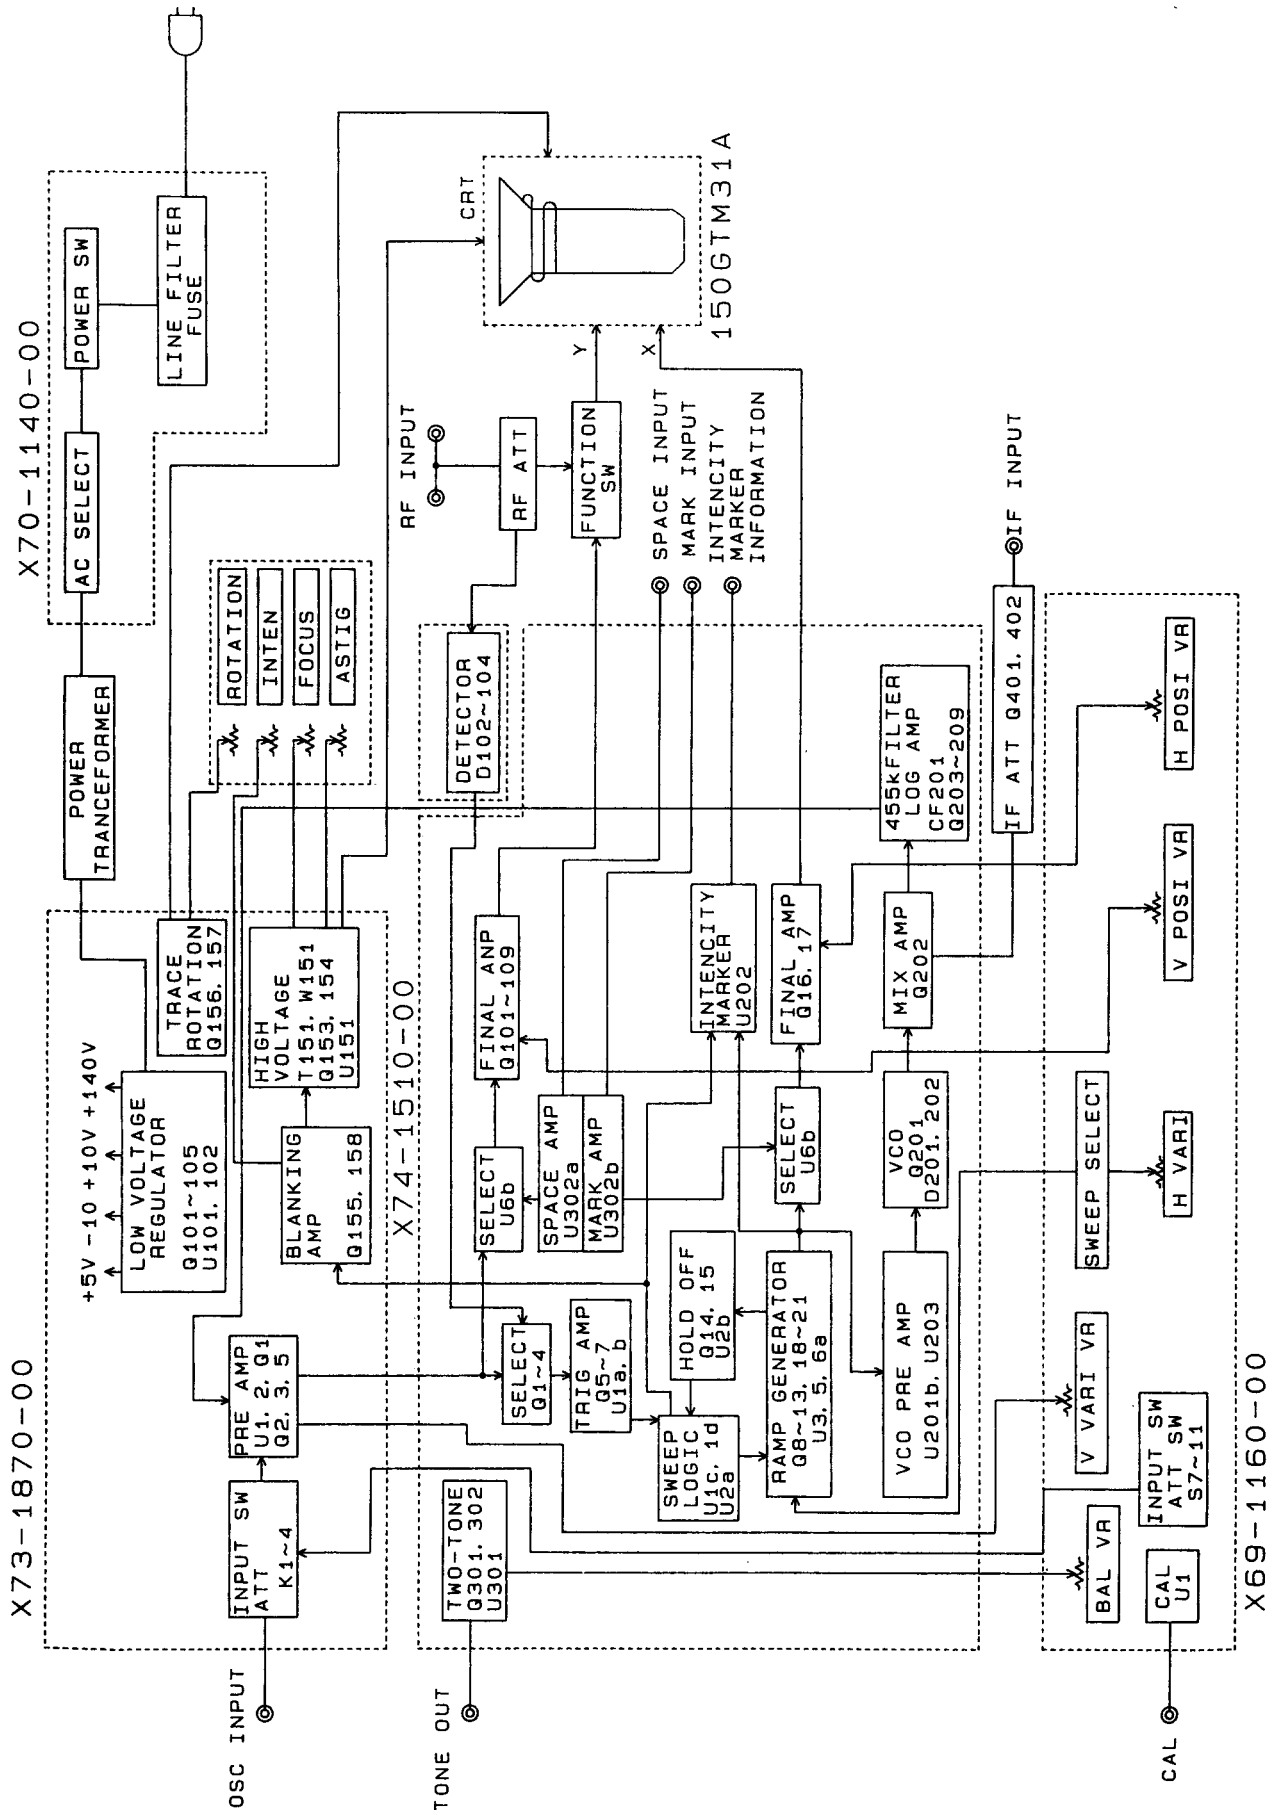 X73-1870-00
X70-1140-00
+5V -10 +10V +140V
LOW VOLTAGE
REGULATOR
Q101~105
U101, 102
POWER
TRANCEFORMER
AC SELECT
POWER SW
LINE FILTER
FUSE
TRACE
ROTATION
Q156, 157
OSC INPUT
INPUT SW
ATT
K1~4
PRE AMP
U1, 2, Q1
Q2, 3, 5
BLANKING
AMP
Q155, 158
HIGH
VOLTAGE
T151, W151
Q153, 154
U151
ROTATION
INTEN
FOCUS
ASTIG
X74-1510-00
RF INPUT
CRT
150GTM31A
TONE OUT
TWO-TONE
Q301, 302
U301
SELECT
Q1~4
TRIG AMP
Q5~7
U1a, b
SELECT
U6b
FINAL ANP
Q101~109
DETECTOR
D102~104
RF ATT
FUNCTION
SW
Y
X
SPACE AMP
U302a
MARK AMP
U302b
SPACE INPUT
MARK INPUT
INTENCITY
MARKER
INFORMATION
SWEEP
LOGIC
U1c, 1d
U2a
HOLD OFF
Q14, 15
U2b
INTENCITY
MARKER
U202
RAMP GENERATOR
Q8~13, 18~21
U3, 5, 6a
SELECT
U6b
FINAL AMP
Q16, 17
VCO PRE AMP
U201b, U203
VCO
Q201
D201, 202
MIX AMP
Q202
455kFILTER
LOG AMP
CF201
Q203~209
IF ATT Q401, 402
IF INPUT
CAL
CAL
U1
BAL VR
INPUT SW
ATT SW
S7~11
V VARI VR
SWEEP SELECT
H VARI
V POSI VR
H POSI VR
X69-1160-00